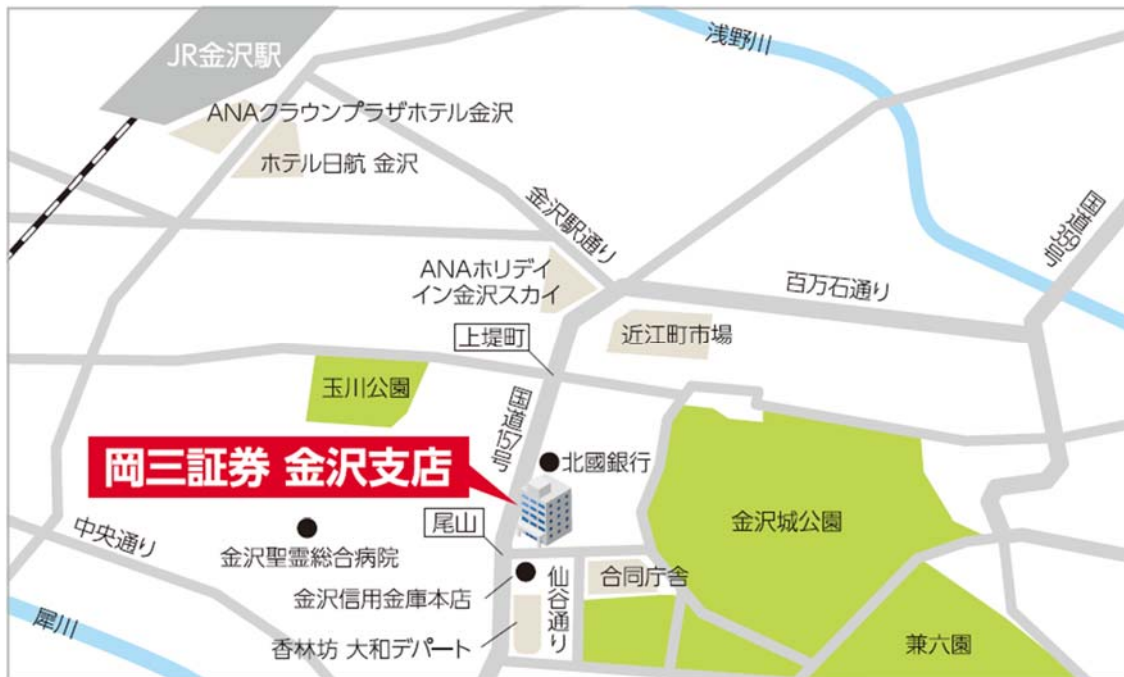 JR金沢駅
浅野川
ANAクラウンプラザホテル金沢
ホテル日航 金沢
金沢駅通り
国道359号
ANAホリデイ
イン金沢スカイ
百万石通り
上堤町
近江町市場
玉川公園
国道157号
岡三証券 金沢支店
北國銀行
金沢城公園
尾山
中央通り
金沢聖霊総合病院
金沢信用金庫本店
仙谷通り
合同庁舎
犀川
香林坊 大和デパート
兼六園